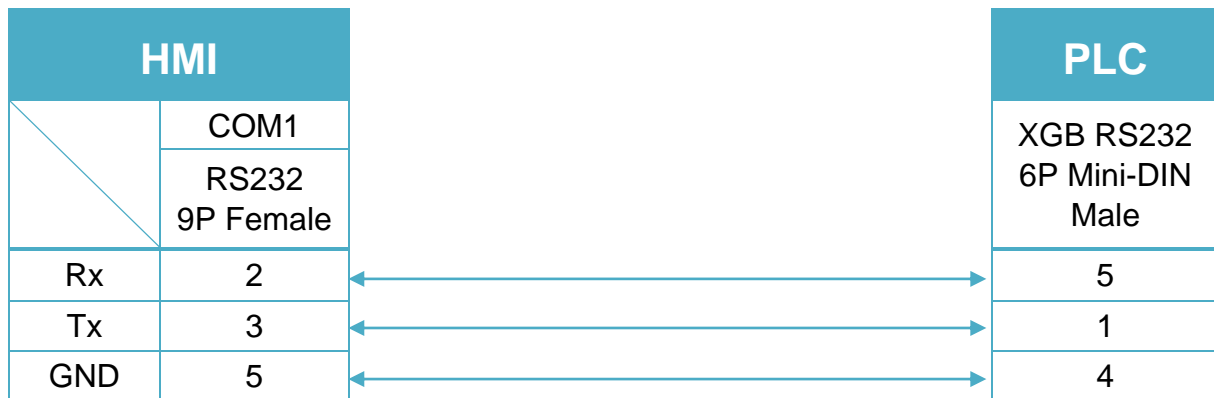 HMI
PLC
COM1
RS232
9P Female
XGB RS232
6P Mini-DIN
Male
Rx 2 5
Tx 3 1
GND 5 4